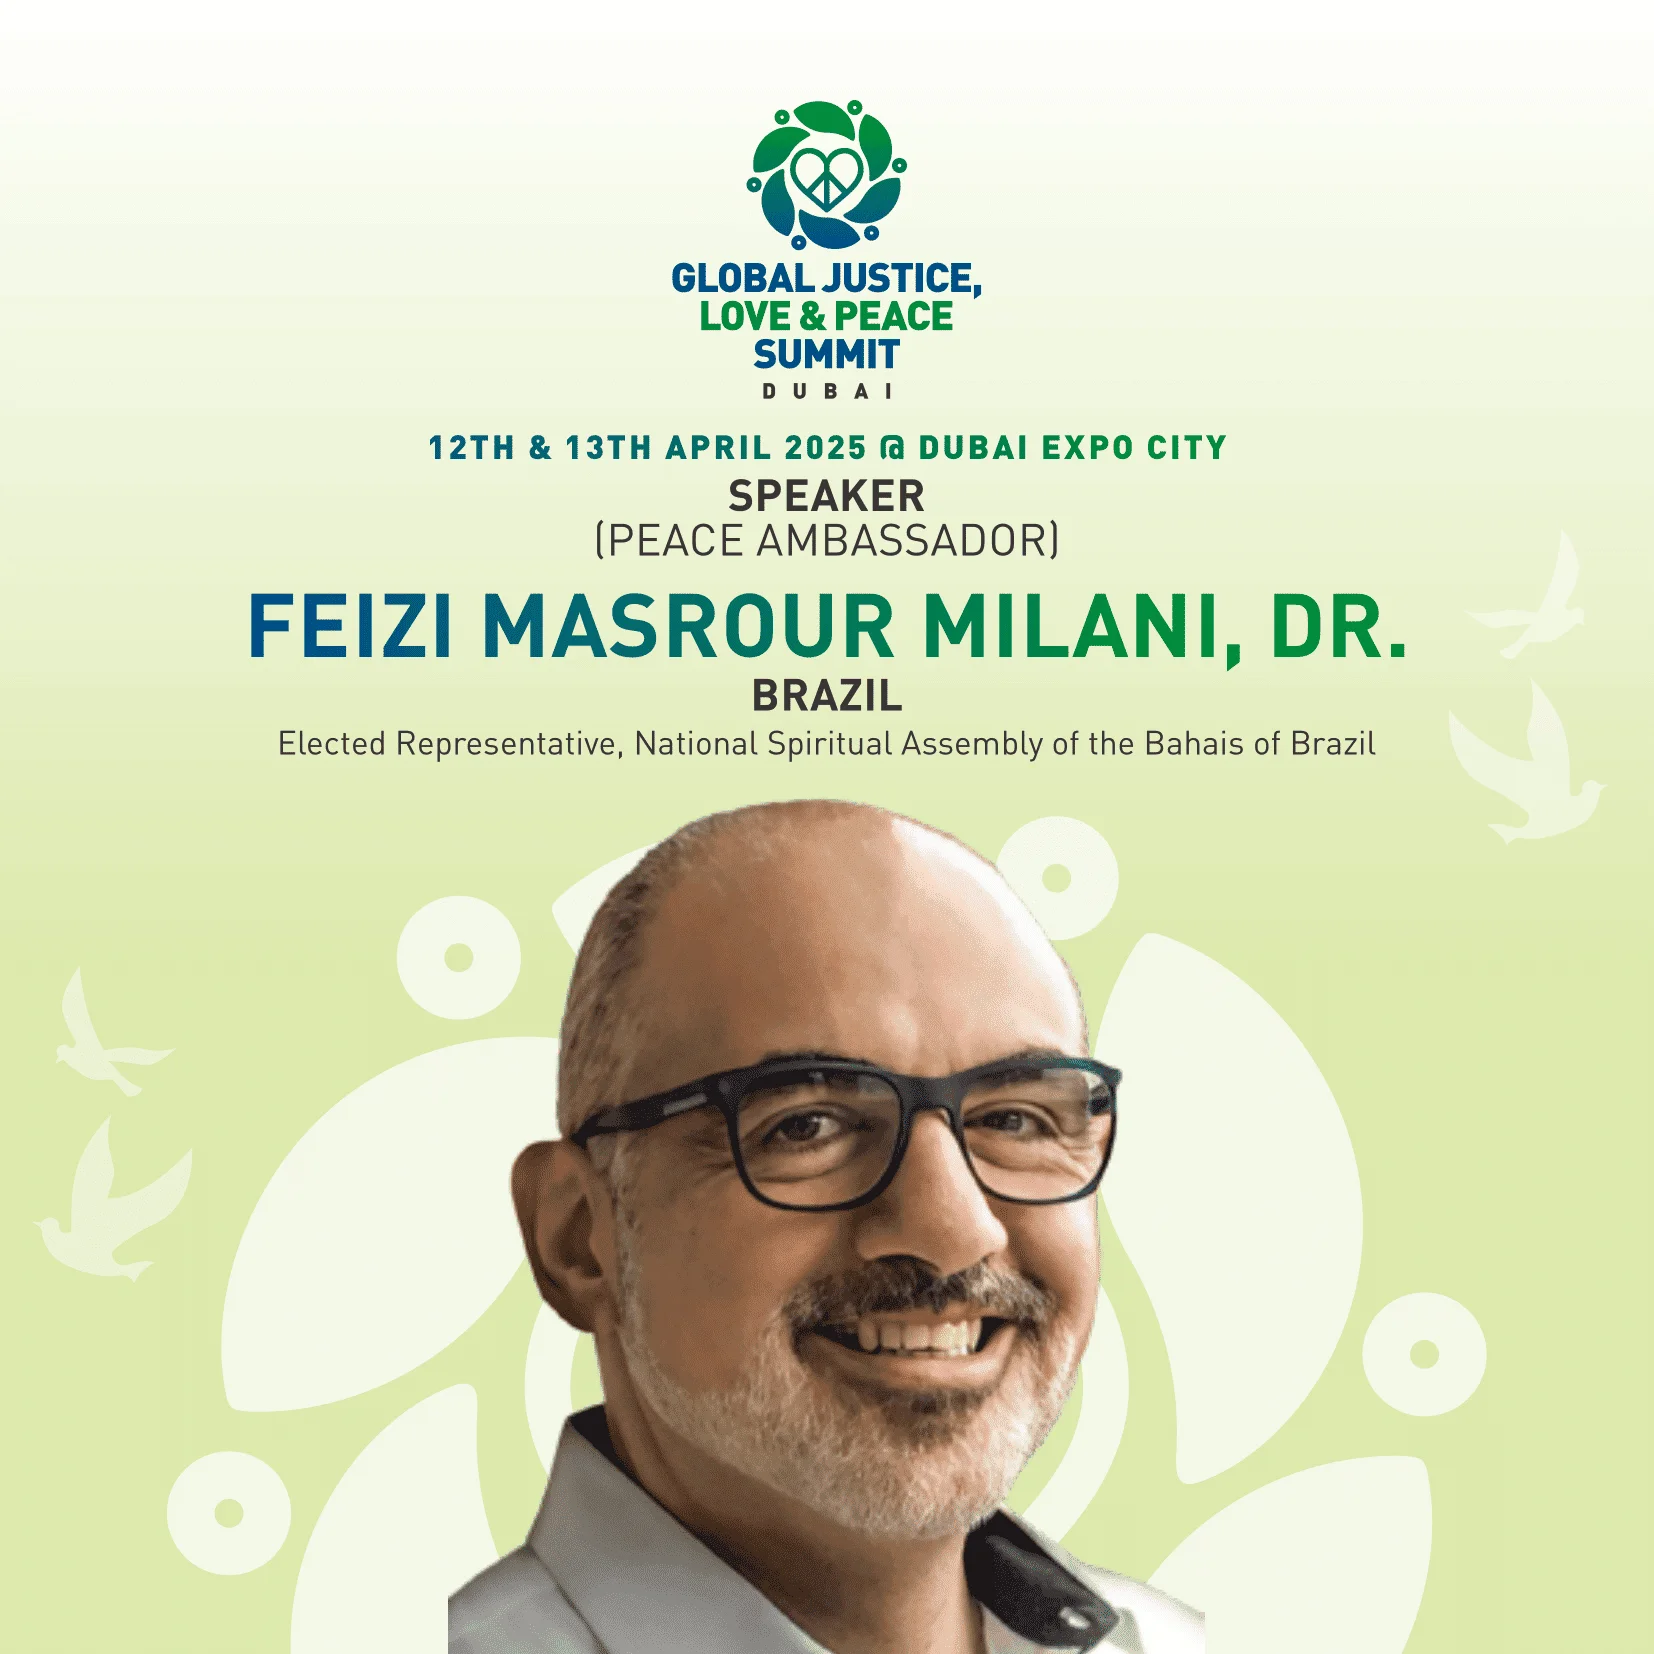 GLOBAL JUSTICE,
LOVE & PEACE
SUMMIT
DUBAI
12TH & 13TH APRIL 2025 @ DUBAI EXPO CITY
SPEAKER
(PEACE AMBASSADOR)
FEIZI MASROUR MILANI, DR.
BRAZIL
Elected Representative, National Spiritual Assembly of the Bahais of Brazil